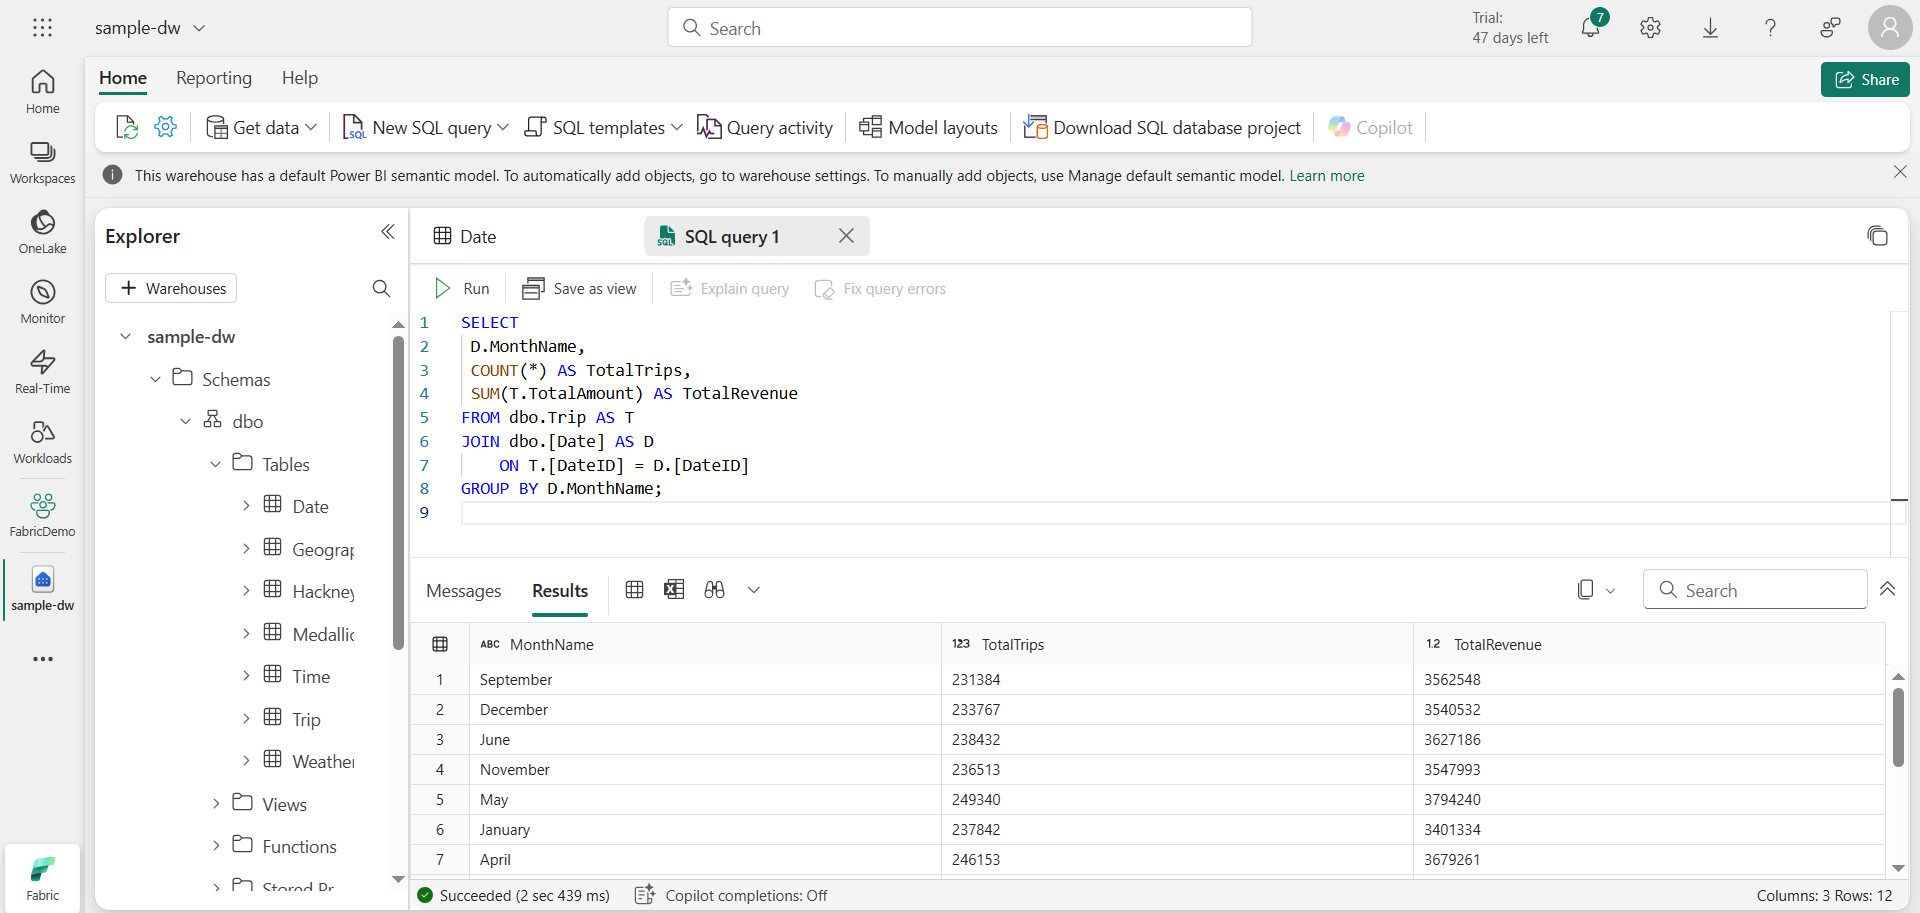 sample-dw
Search
Trial:
47 days left
7
Home
Workspaces
OneLake
Monitor
Real-Time
Workloads
FabricDemo
sample-dw
Fabric
Home Reporting Help
Share
Get data
SQL New SQL query
SQL templates
Query activity
Model layouts
Download SQL database project
Copilot
This warehouse has a default Power BI semantic model. To automatically add objects, go to warehouse settings. To manually add objects, use Manage default semantic model. Learn more
Explorer
+ Warehouses
sample-dw
Schemas
dbo
Tables
Date
Geograp
Hackney
Medallic
Time
Trip
Weather
Views
Functions
Stored Pr
Date
SQL SQL query 1
Run Save as view Explain query Fix query errors
1 SELECT
2 D.MonthName,
3 COUNT(*) AS TotalTrips,
4 SUM(T.TotalAmount) AS TotalRevenue
5 FROM dbo.Trip AS T
6 JOIN dbo.[Date] AS D
7 ON T.[DateID] = D.[DateID]
8 GROUP BY D.MonthName;
9
Messages Results
Search
ABC MonthName 123 TotalTrips 1.2 TotalRevenue
1 September 231384 3562548
2 December 233767 3540532
3 June 238432 3627186
4 November 236513 3547993
5 May 249340 3794240
6 January 237842 3401334
7 April 246153 3679261
Succeeded (2 sec 439 ms) Copilot completions: Off Columns: 3 Rows: 12